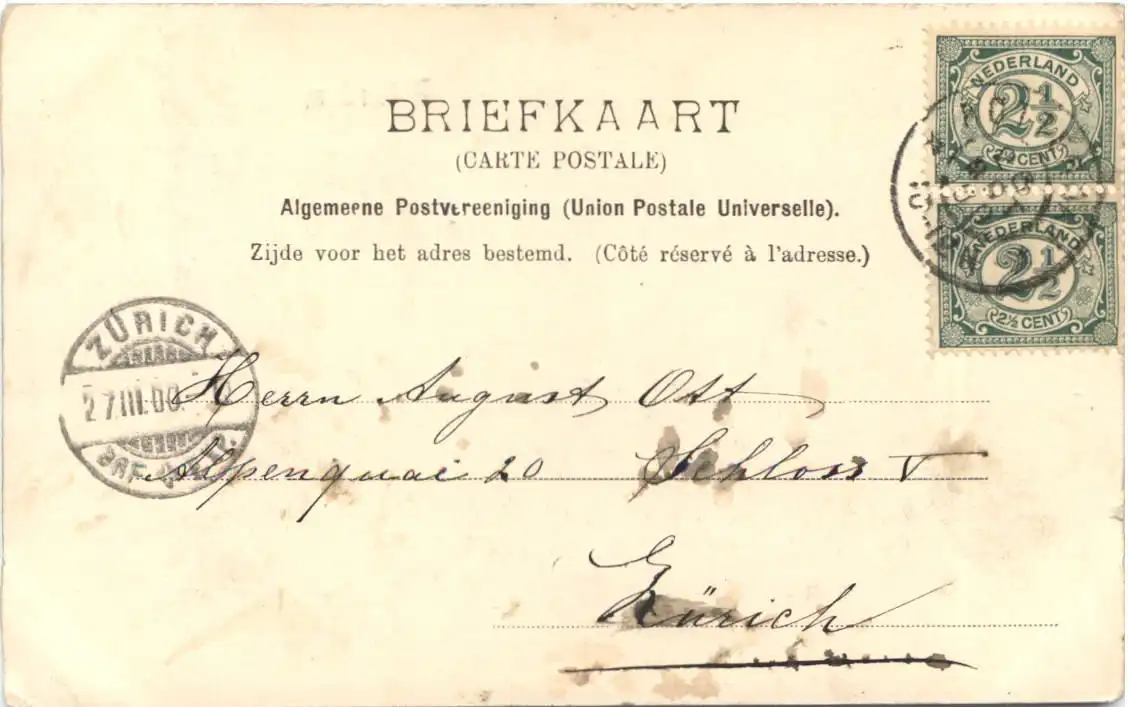 BRIEFKAART
(CARTE POSTALE)
Algemeene Postvereeniging (Union Postale Universelle).
Zijde voor het adres bestemd. (Côté réservé à l'adresse.)
NEDERLAND
2 1/2
2½ CENT
NEDERLAND
2 1/2
2½ CENT
ZÜRICH
27.III.00.
Herrn August Ott
Alpenquai 20 Schloss V
Zürich